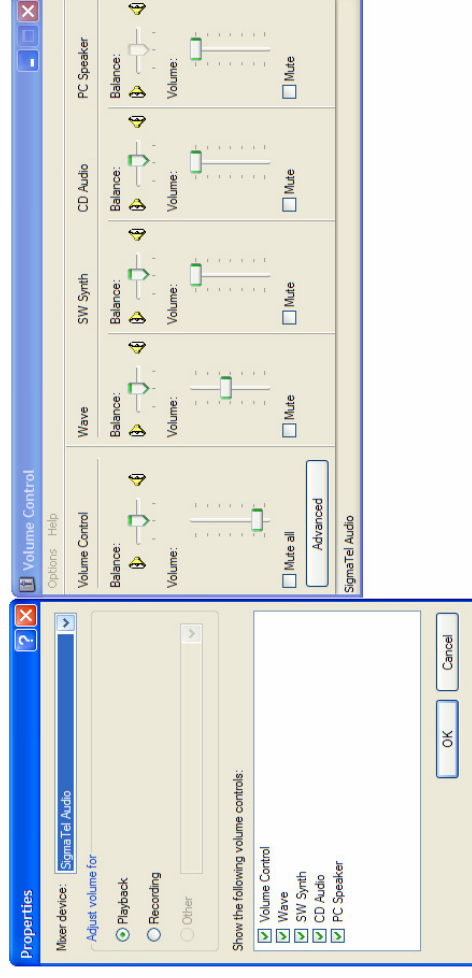 Properties
Mixer device: SigmaTel Audio
Adjust volume for
Playback
Recording
Other
Show the following volume controls:
Volume Control
Wave
SW Synth
CD Audio
PC Speaker
OK Cancel
Volume Control
Options Help
Volume Control Wave SW Synth CD Audio PC Speaker
Balance: Balance: Balance: Balance: Balance:
Volume: Volume: Volume: Volume: Volume:
Mute all Mute Mute Mute Mute
Advanced
SigmaTel Audio